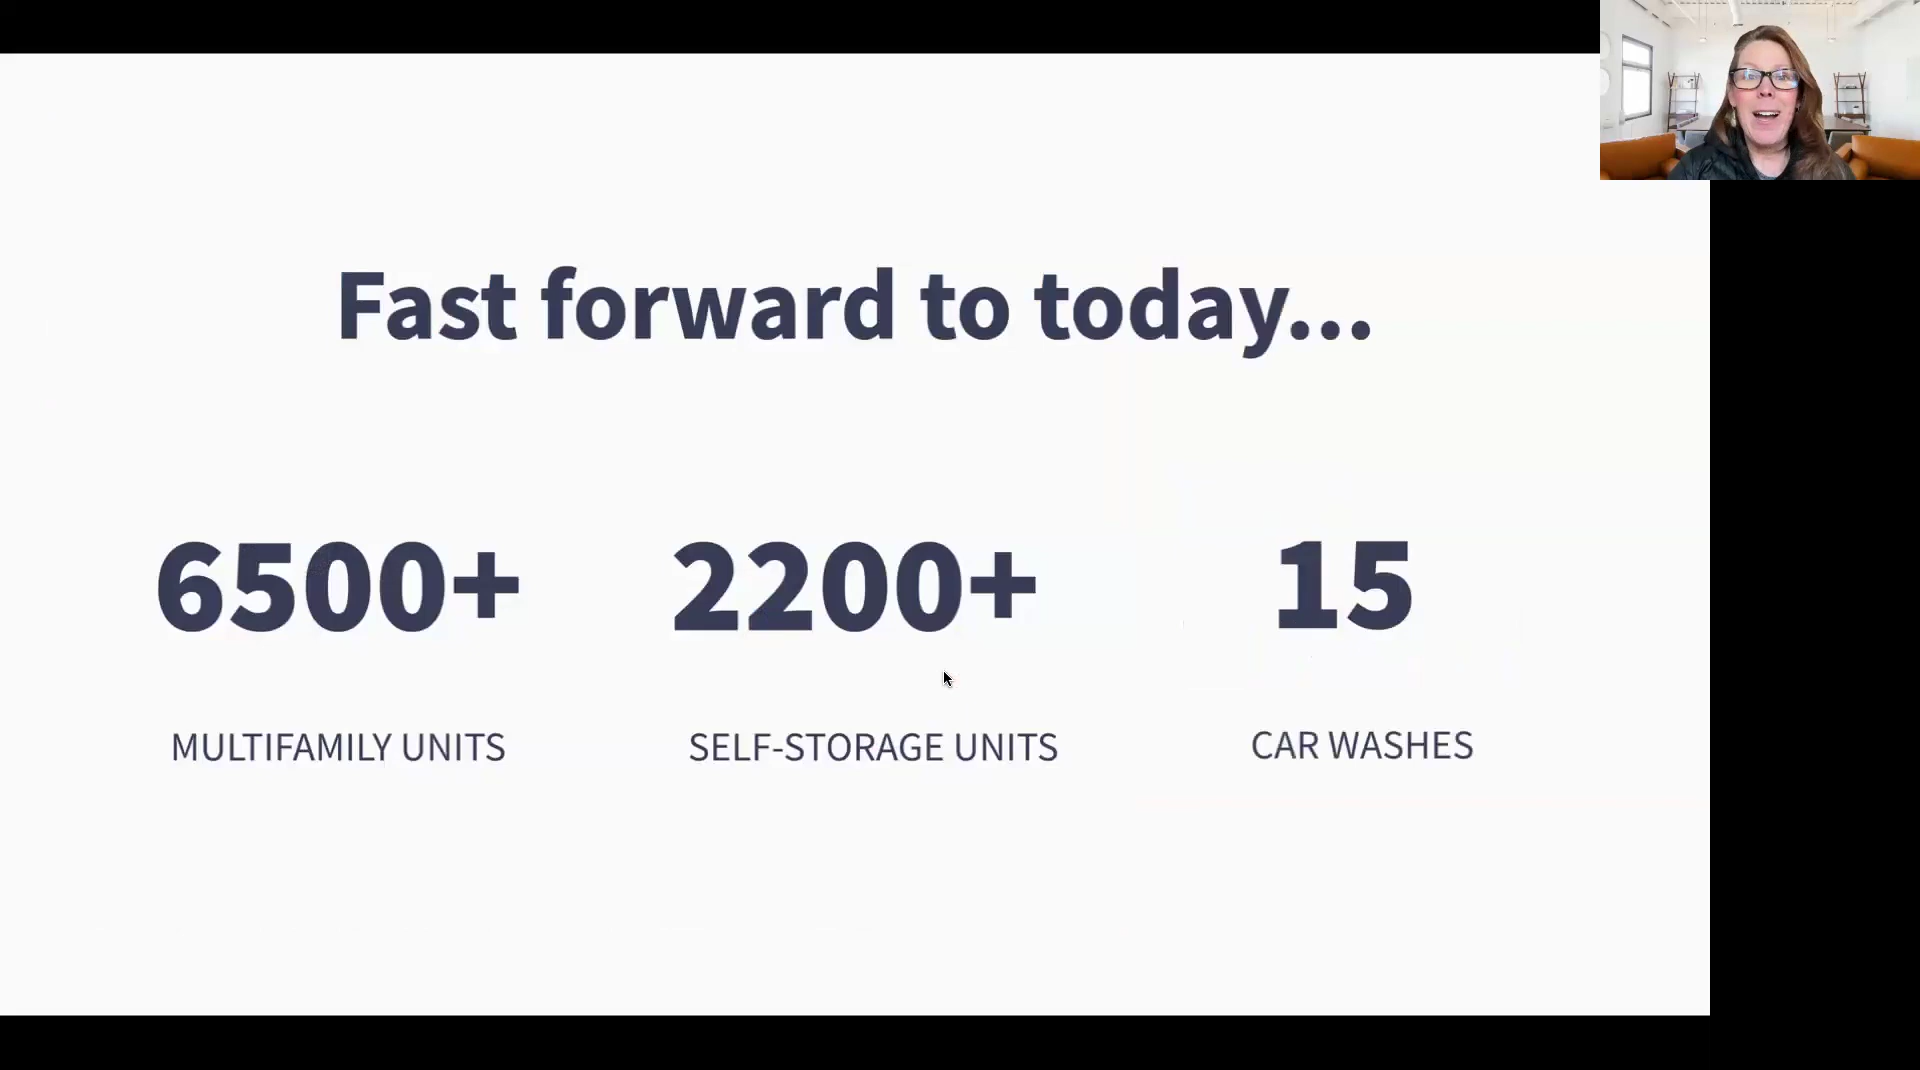 Fast forward to today...
6500+
2200+
15
MULTIFAMILY UNITS
SELF-STORAGE UNITS
CAR WASHES